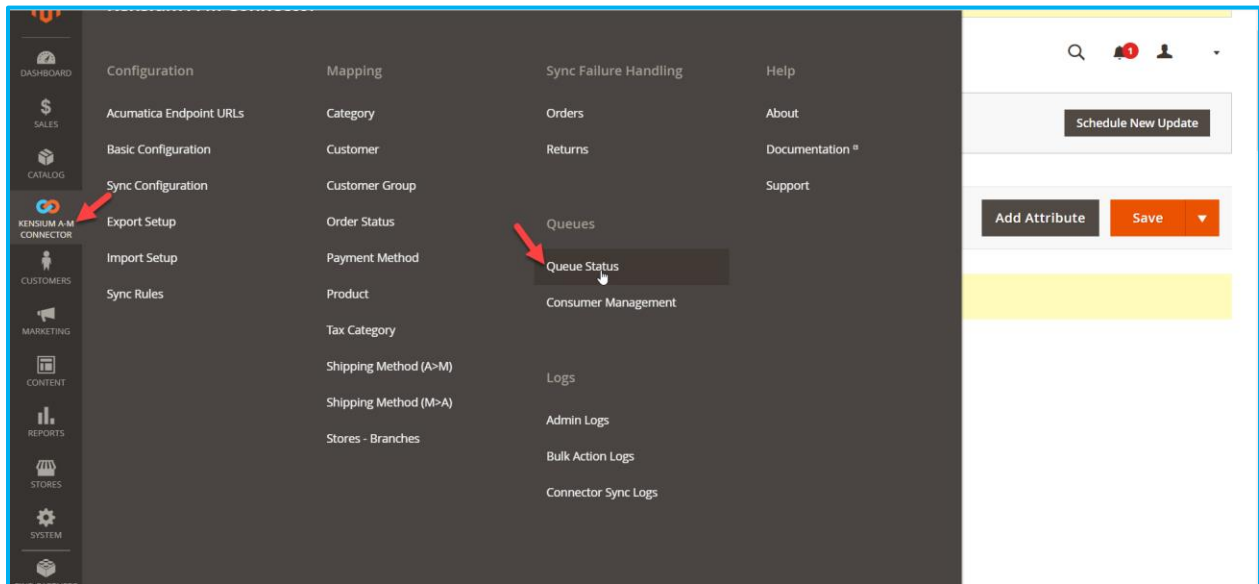 DASHBOARD
SALES
CATALOG
KENSIUM A-M
CONNECTOR
CUSTOMERS
MARKETING
CONTENT
REPORTS
STORES
SYSTEM
Configuration
Acumatica Endpoint URLs
Basic Configuration
Sync Configuration
Export Setup
Import Setup
Sync Rules
Mapping
Category
Customer
Customer Group
Order Status
Payment Method
Product
Tax Category
Shipping Method (A>M)
Shipping Method (M>A)
Stores - Branches
Sync Failure Handling
Orders
Returns
Queues
Queue Status
Consumer Management
Logs
Admin Logs
Bulk Action Logs
Connector Sync Logs
Help
About
Documentation
Support
1
Schedule New Update
Add Attribute
Save